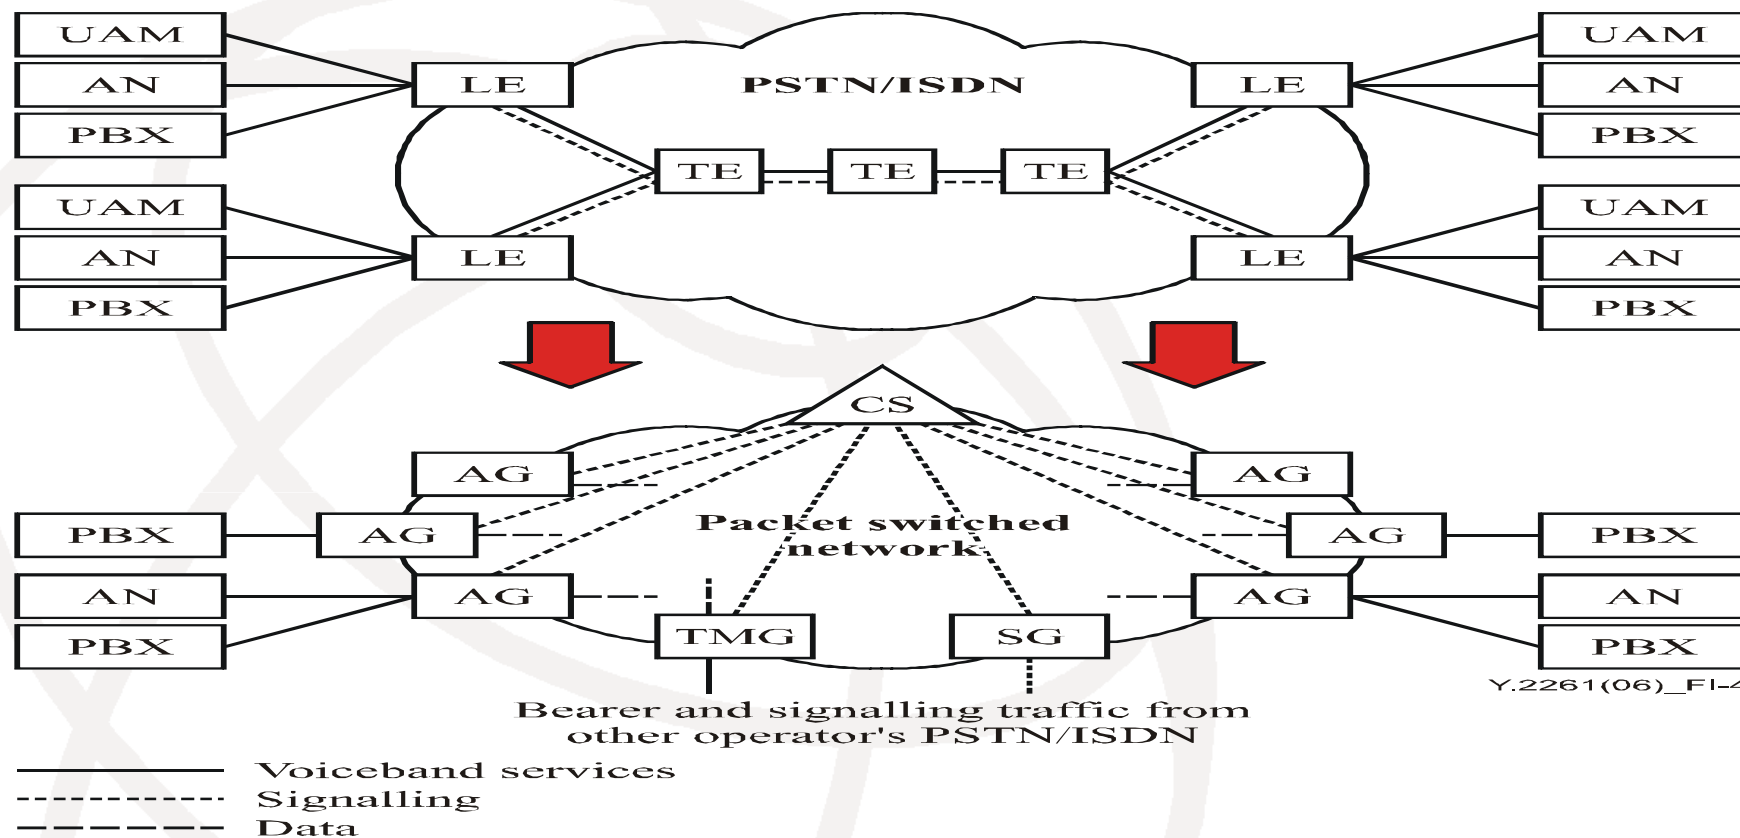 UAM
AN
PBX
UAM
AN
PBX
LE
LE
PSTN/ISDN
TE
TE
TE
LE
LE
UAM
AN
PBX
UAM
AN
PBX
CS
AG
AG
AG
PBX
AN
PBX
Packet switched
network
TMG
SG
AG
AG
AG
PBX
AN
PBX
Y.2261(06)_FI-4
Bearer and signalling traffic from
other operator's PSTN/ISDN
Voiceband services
Signalling
Data